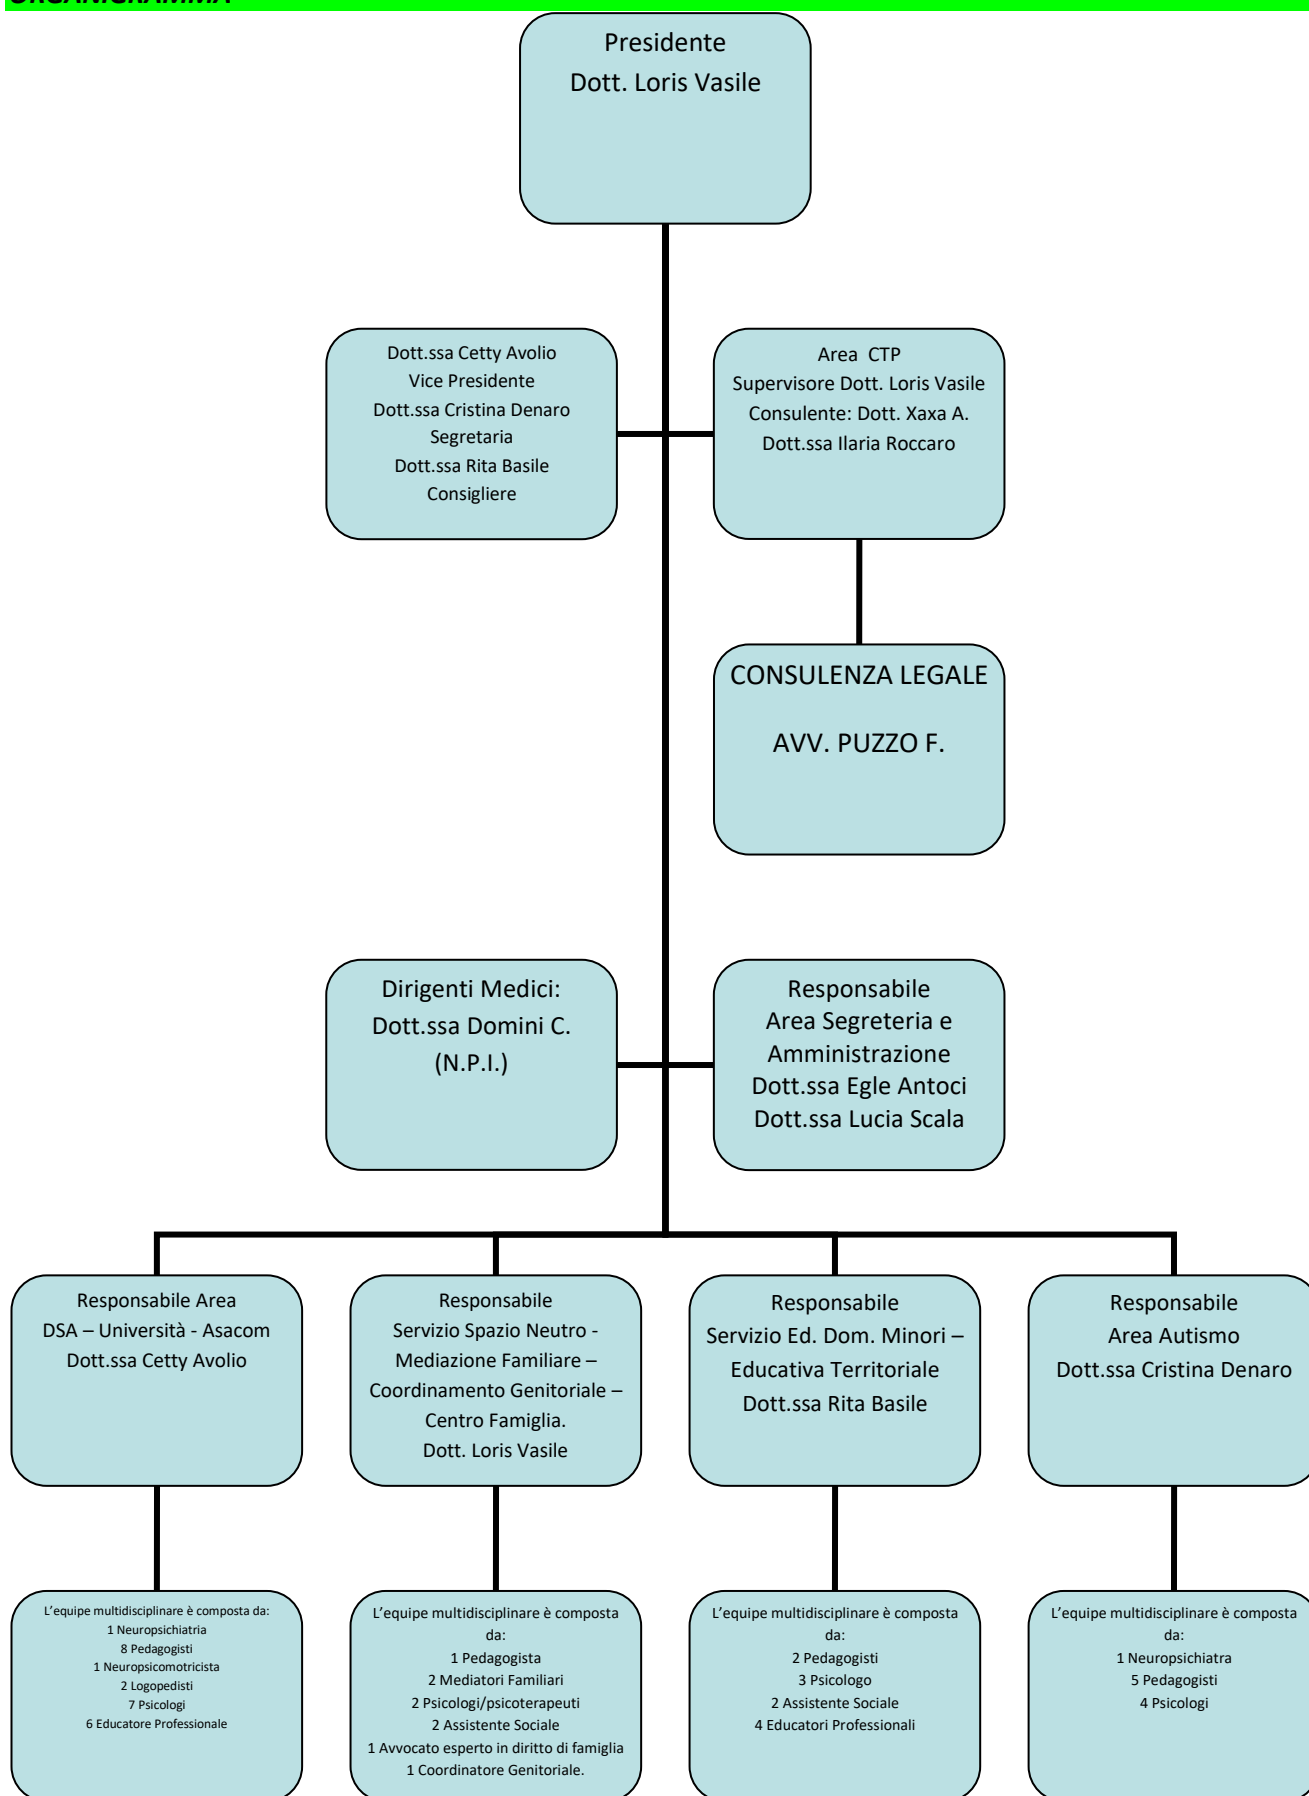 ORGANIGRAMMA
Presidente
Dott. Loris Vasile
Dott.ssa Cetty Avolio
Vice Presidente
Dott.ssa Cristina Denaro
Segretaria
Dott.ssa Rita Basile
Consigliere
Area CTP
Supervisore Dott. Loris Vasile
Consulente: Dott. Xaxa A.
Dott.ssa Ilaria Roccaro
CONSULENZA LEGALE
AVV. PUZZO F.
Dirigenti Medici:
Dott.ssa Domini C.
(N.P.I.)
Responsabile
Area Segreteria e
Amministrazione
Dott.ssa Egle Antoci
Dott.ssa Lucia Scala
Responsabile Area
DSA – Università - Asacom
Dott.ssa Cetty Avolio
Responsabile
Servizio Spazio Neutro -
Mediazione Familiare –
Coordinamento Genitoriale –
Centro Famiglia.
Dott. Loris Vasile
Responsabile
Servizio Ed. Dom. Minori –
Educativa Territoriale
Dott.ssa Rita Basile
Responsabile
Area Autismo
Dott.ssa Cristina Denaro
L’equipe multidisciplinare è composta da:
1 Neuropsichiatria
8 Pedagogisti
1 Neuropsicomotricista
2 Logopedisti
7 Psicologi
6 Educatore Professionale
L’equipe multidisciplinare è composta
da:
1 Pedagogista
2 Mediatori Familiari
2 Psicologi/psicoterapeuti
2 Assistente Sociale
1 Avvocato esperto in diritto di famiglia
1 Coordinatore Genitoriale.
L’equipe multidisciplinare è composta
da:
2 Pedagogisti
3 Psicologo
2 Assistente Sociale
4 Educatori Professionali
L’equipe multidisciplinare è composta
da:
1 Neuropsichiatra
5 Pedagogisti
4 Psicologi